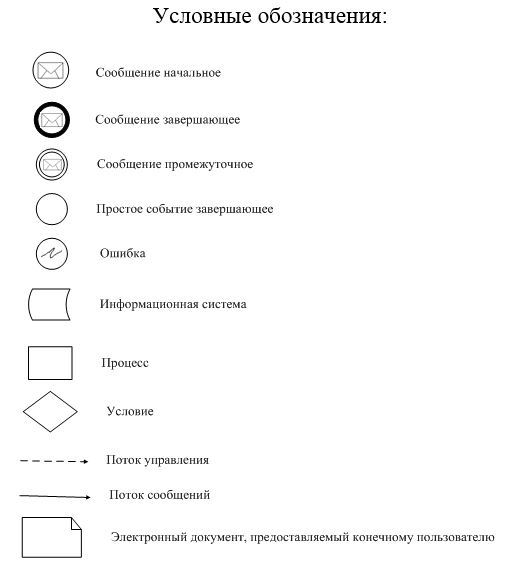 Условные обозначения:
Сообщение начальное
Сообщение завершающее
Сообщение промежуточное
Простое событие завершающее
Ошибка
Информационная система
Процесс
Условие
Поток управления
Поток сообщений
Электронный документ, предоставляемый конечному пользователю